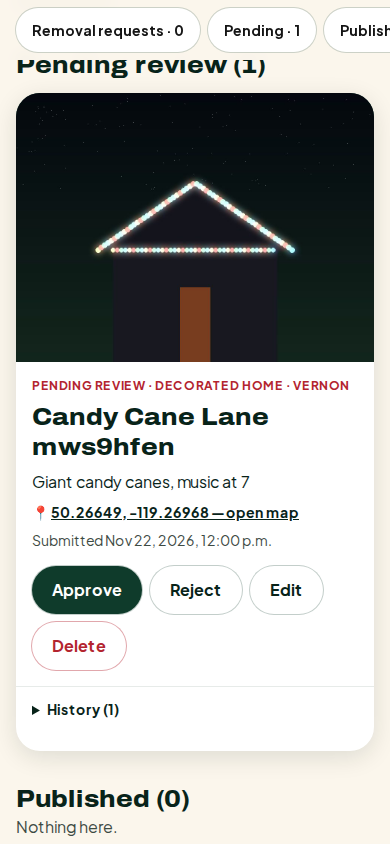 Removal requests · 0
Pending · 1
Publish
Pending review (1)
PENDING REVIEW · DECORATED HOME · VERNON
Candy Cane Lane
mws9hfen
Giant candy canes, music at 7
📍 50.26649, -119.26968 — open map
Submitted Nov 22, 2026, 12:00 p.m.
Approve
Reject
Edit
Delete
▶ History (1)
Published (0)
Nothing here.